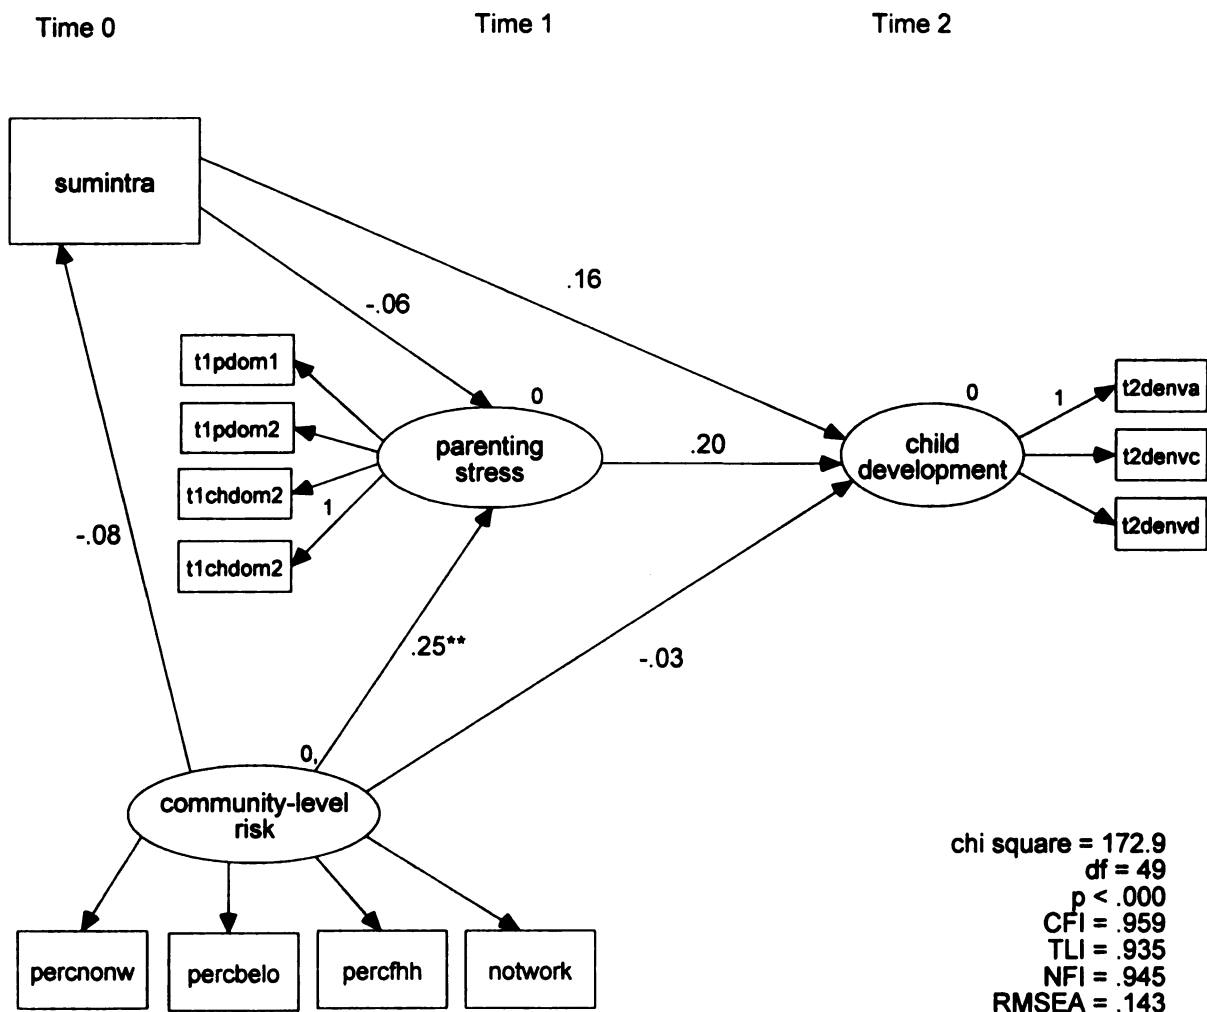 Time 0
Time 1
Time 2
sumintra
.16
-.06
t1pdom1
t1pdom2
t1chdom2
1
t1chdom2
0
parenting
stress
.20
0
child
development
1
t2denva
t2denvc
t2denvd
-.08
.25**
-.03
0,
community-level
risk
percnonw
percbelo
percfhh
notwork
chi square = 172.9
df = 49
p < .000
CFI = .959
TLI = .935
NFI = .945
RMSEA = .143